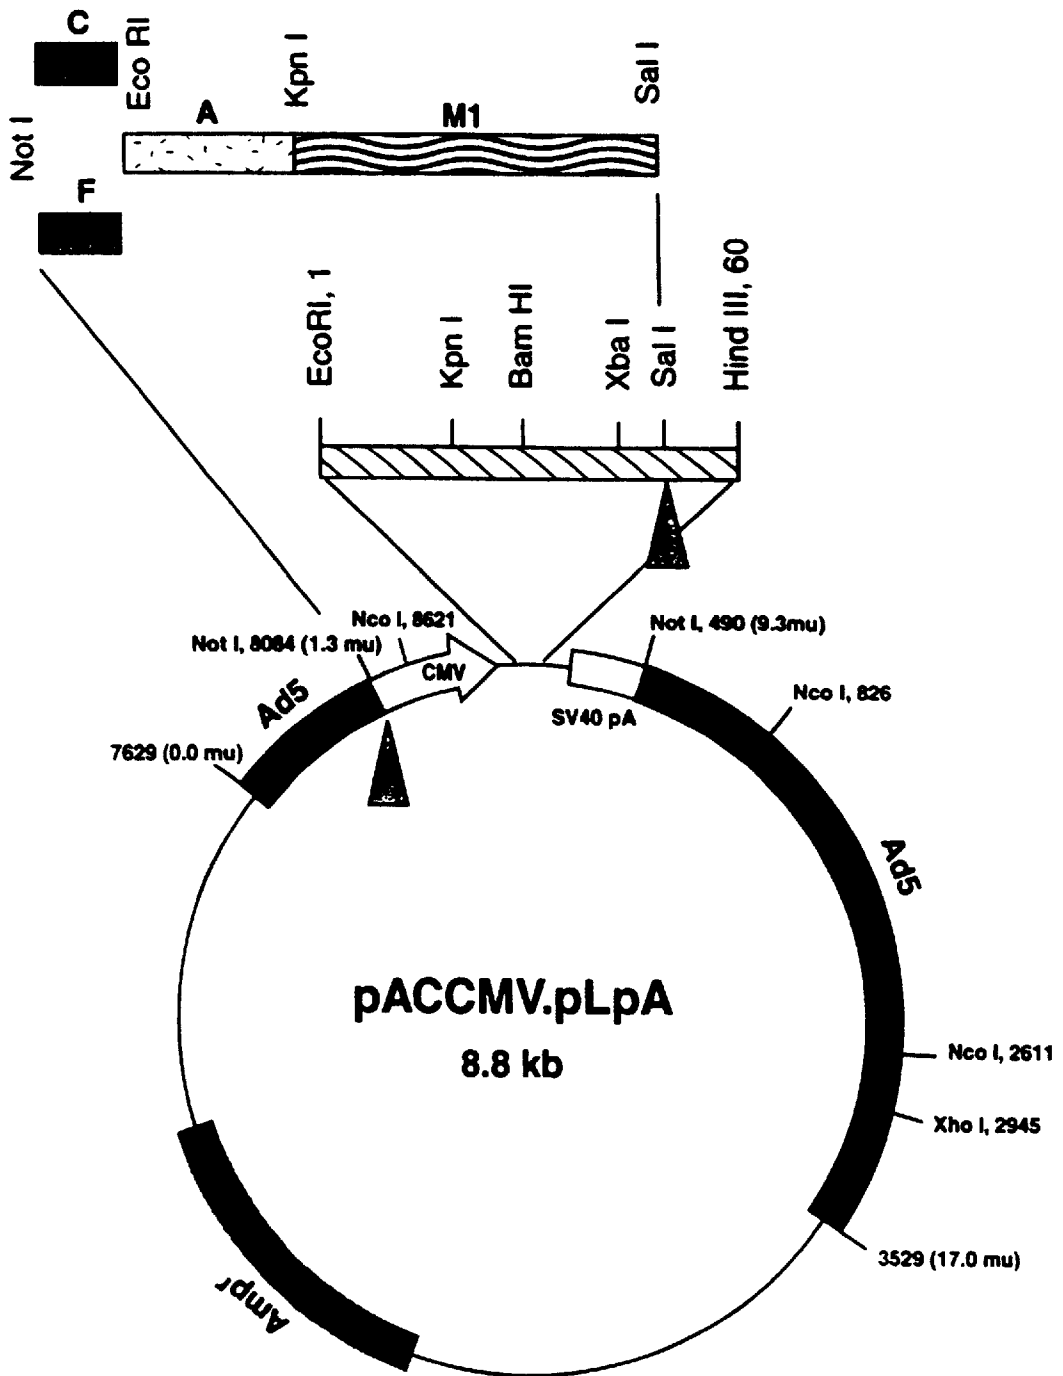 C
Eco RI
Kpn I
Sal I
A
M1
Not I
F
EcoRI, 1
Kpn I
Bam HI
Xba I
Sal I
Hind III, 60
Nco I, 8621
Not I, 8084 (1.3 mu)
Not I, 490 (9.3mu)
CMV
Ad5
SV40 pA
Nco I, 826
7629 (0.0 mu)
Ad5
pACCMV.pLpA
8.8 kb
Nco I, 2611
Xho I, 2945
3529 (17.0 mu)
Ampʳ